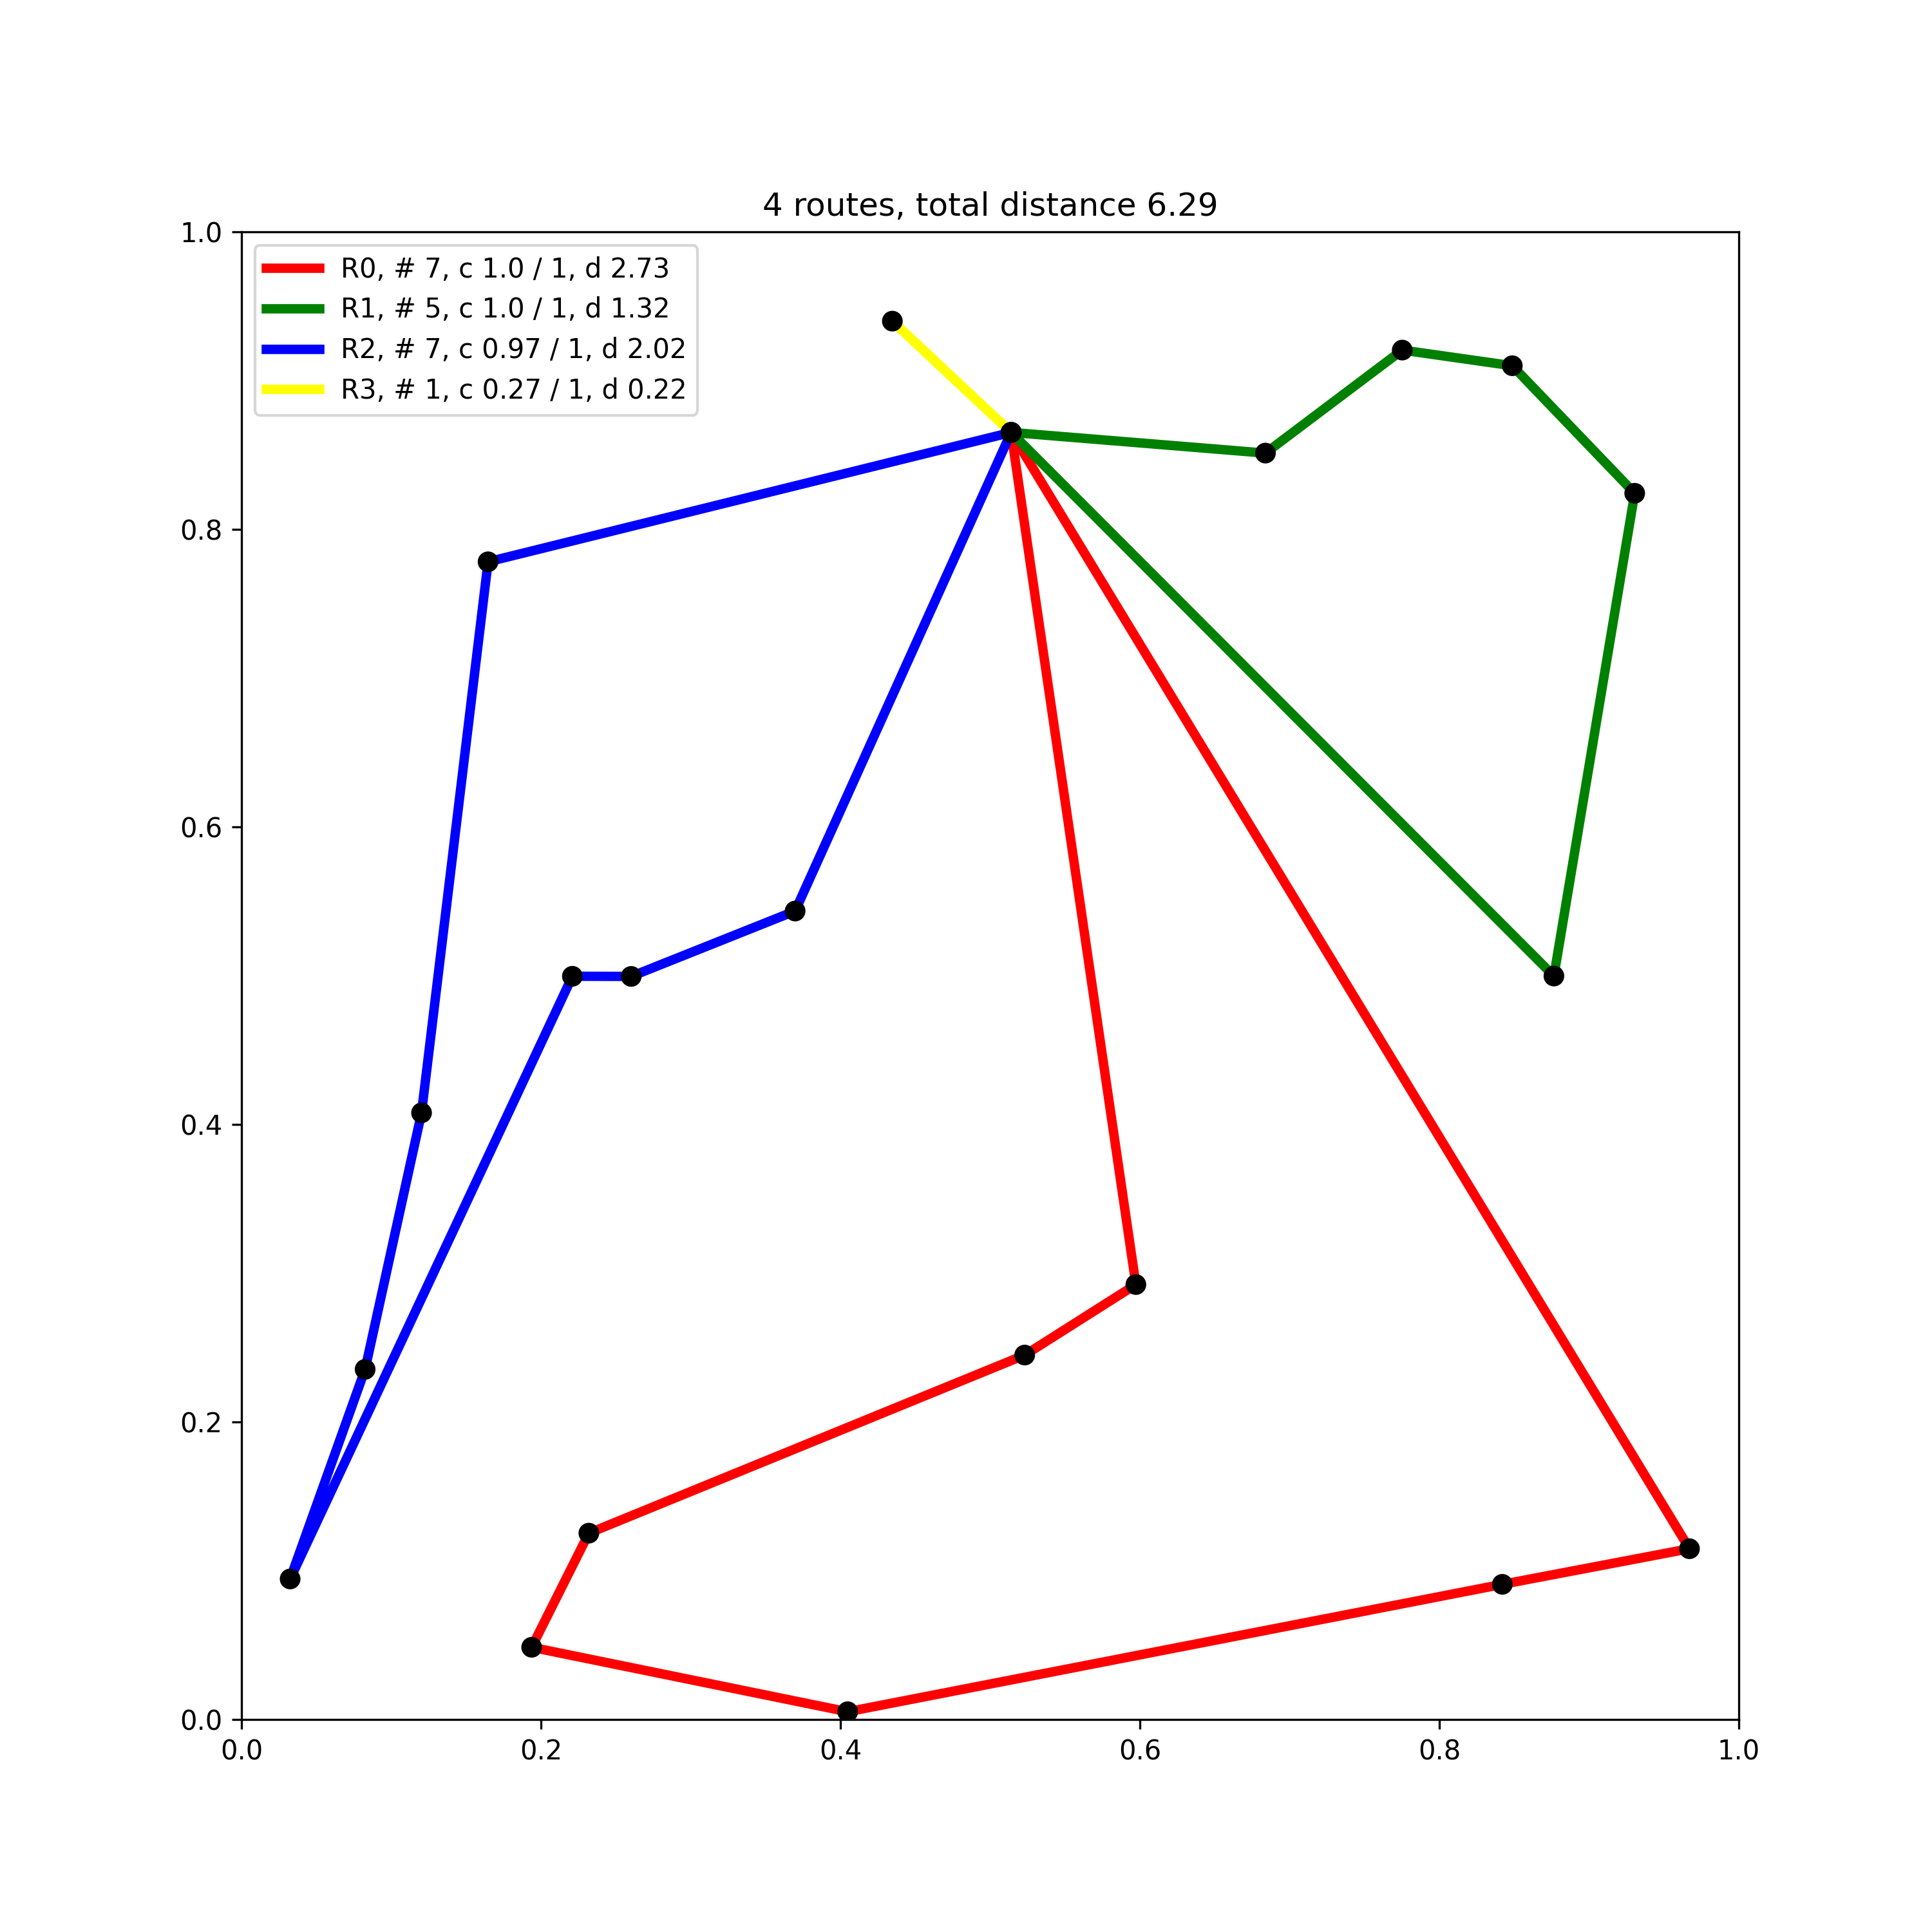 4 routes, total distance 6.29
1.0
R0, # 7, c 1.0 / 1, d 2.73
R1, # 5, c 1.0 / 1, d 1.32
R2, # 7, c 0.97 / 1, d 2.02
R3, # 1, c 0.27 / 1, d 0.22
0.8
0.6
0.4
0.2
0.0
0.0 0.2 0.4 0.6 0.8 1.0